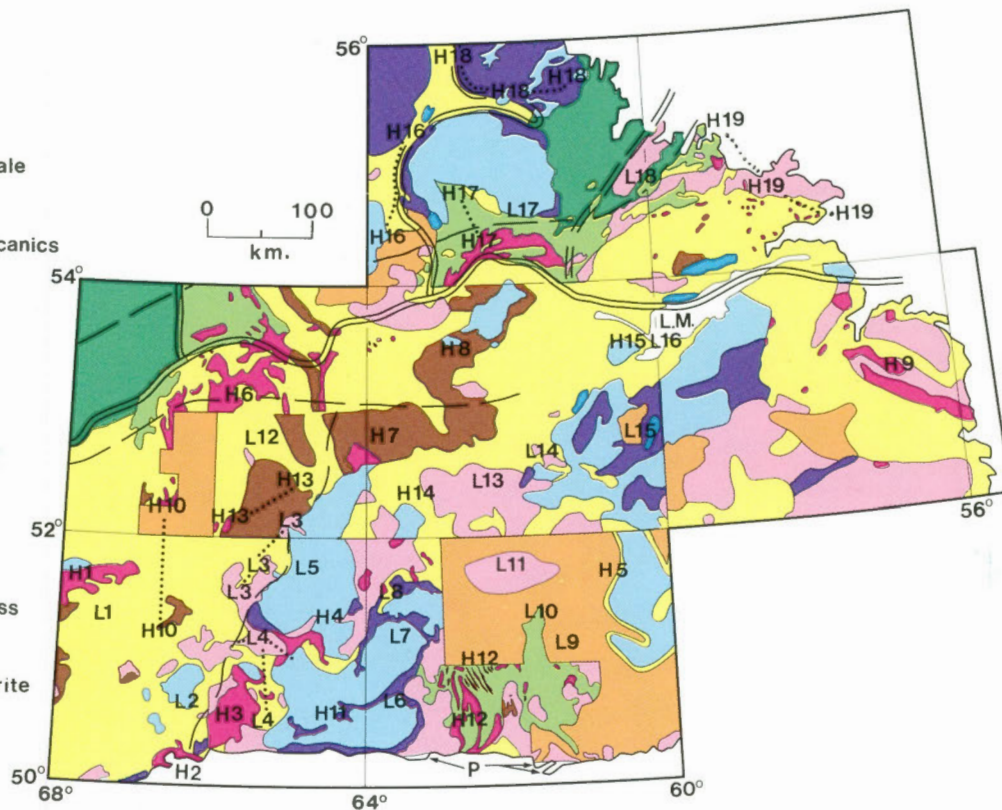 56°
H18
H18
H18
ale
H16
H19
L18
H19
0 100
km.
H17
L17
H19
canics
H16
H17
54°
L.M.
H15 L16
H8
H9
H6
H7
L12
L15
L14
H13
L13
H14
H10
H13
L3
52°
56°
H1
L3
L5
L11
H5
L3
L8
ss
L1
H4
L10
H10
L4
L7
L9
H12
rite
L2
L6
H3
L4
H11
H12
H2
P
50°
68°
64°
60°